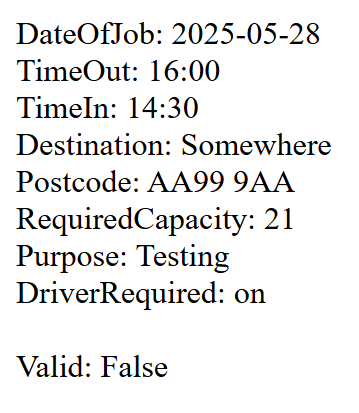 DateOfJob: 2025-05-28
TimeOut: 16:00
TimeIn: 14:30
Destination: Somewhere
Postcode: AA99 9AA
RequiredCapacity: 21
Purpose: Testing
DriverRequired: on

Valid: False